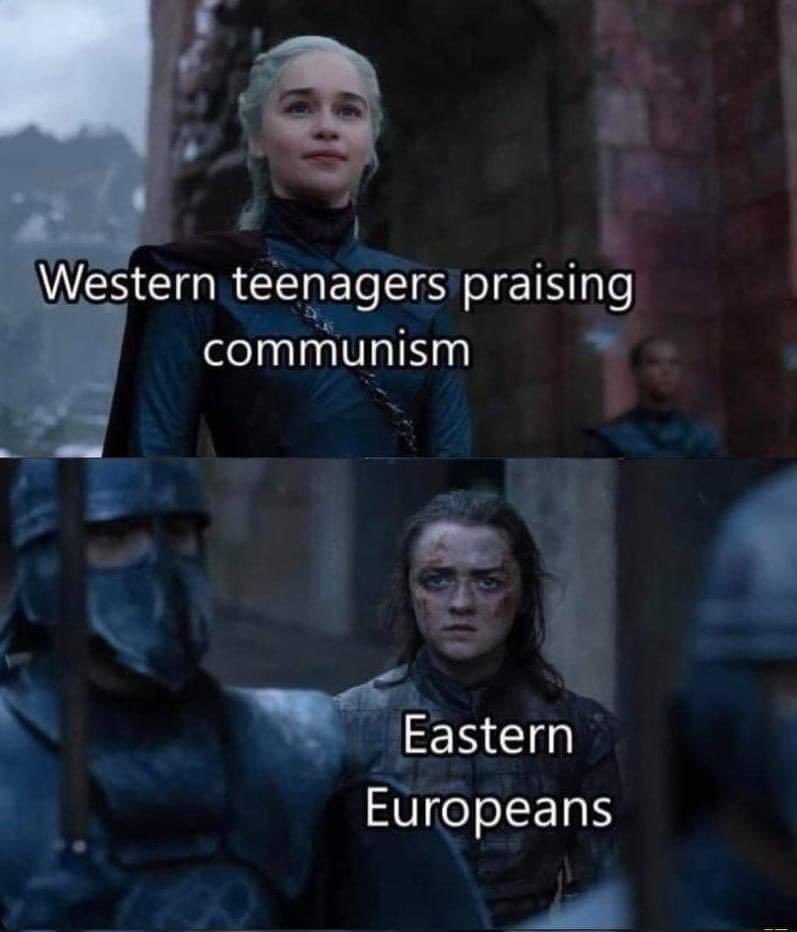 Western teenagers praising
communism
Eastern
Europeans